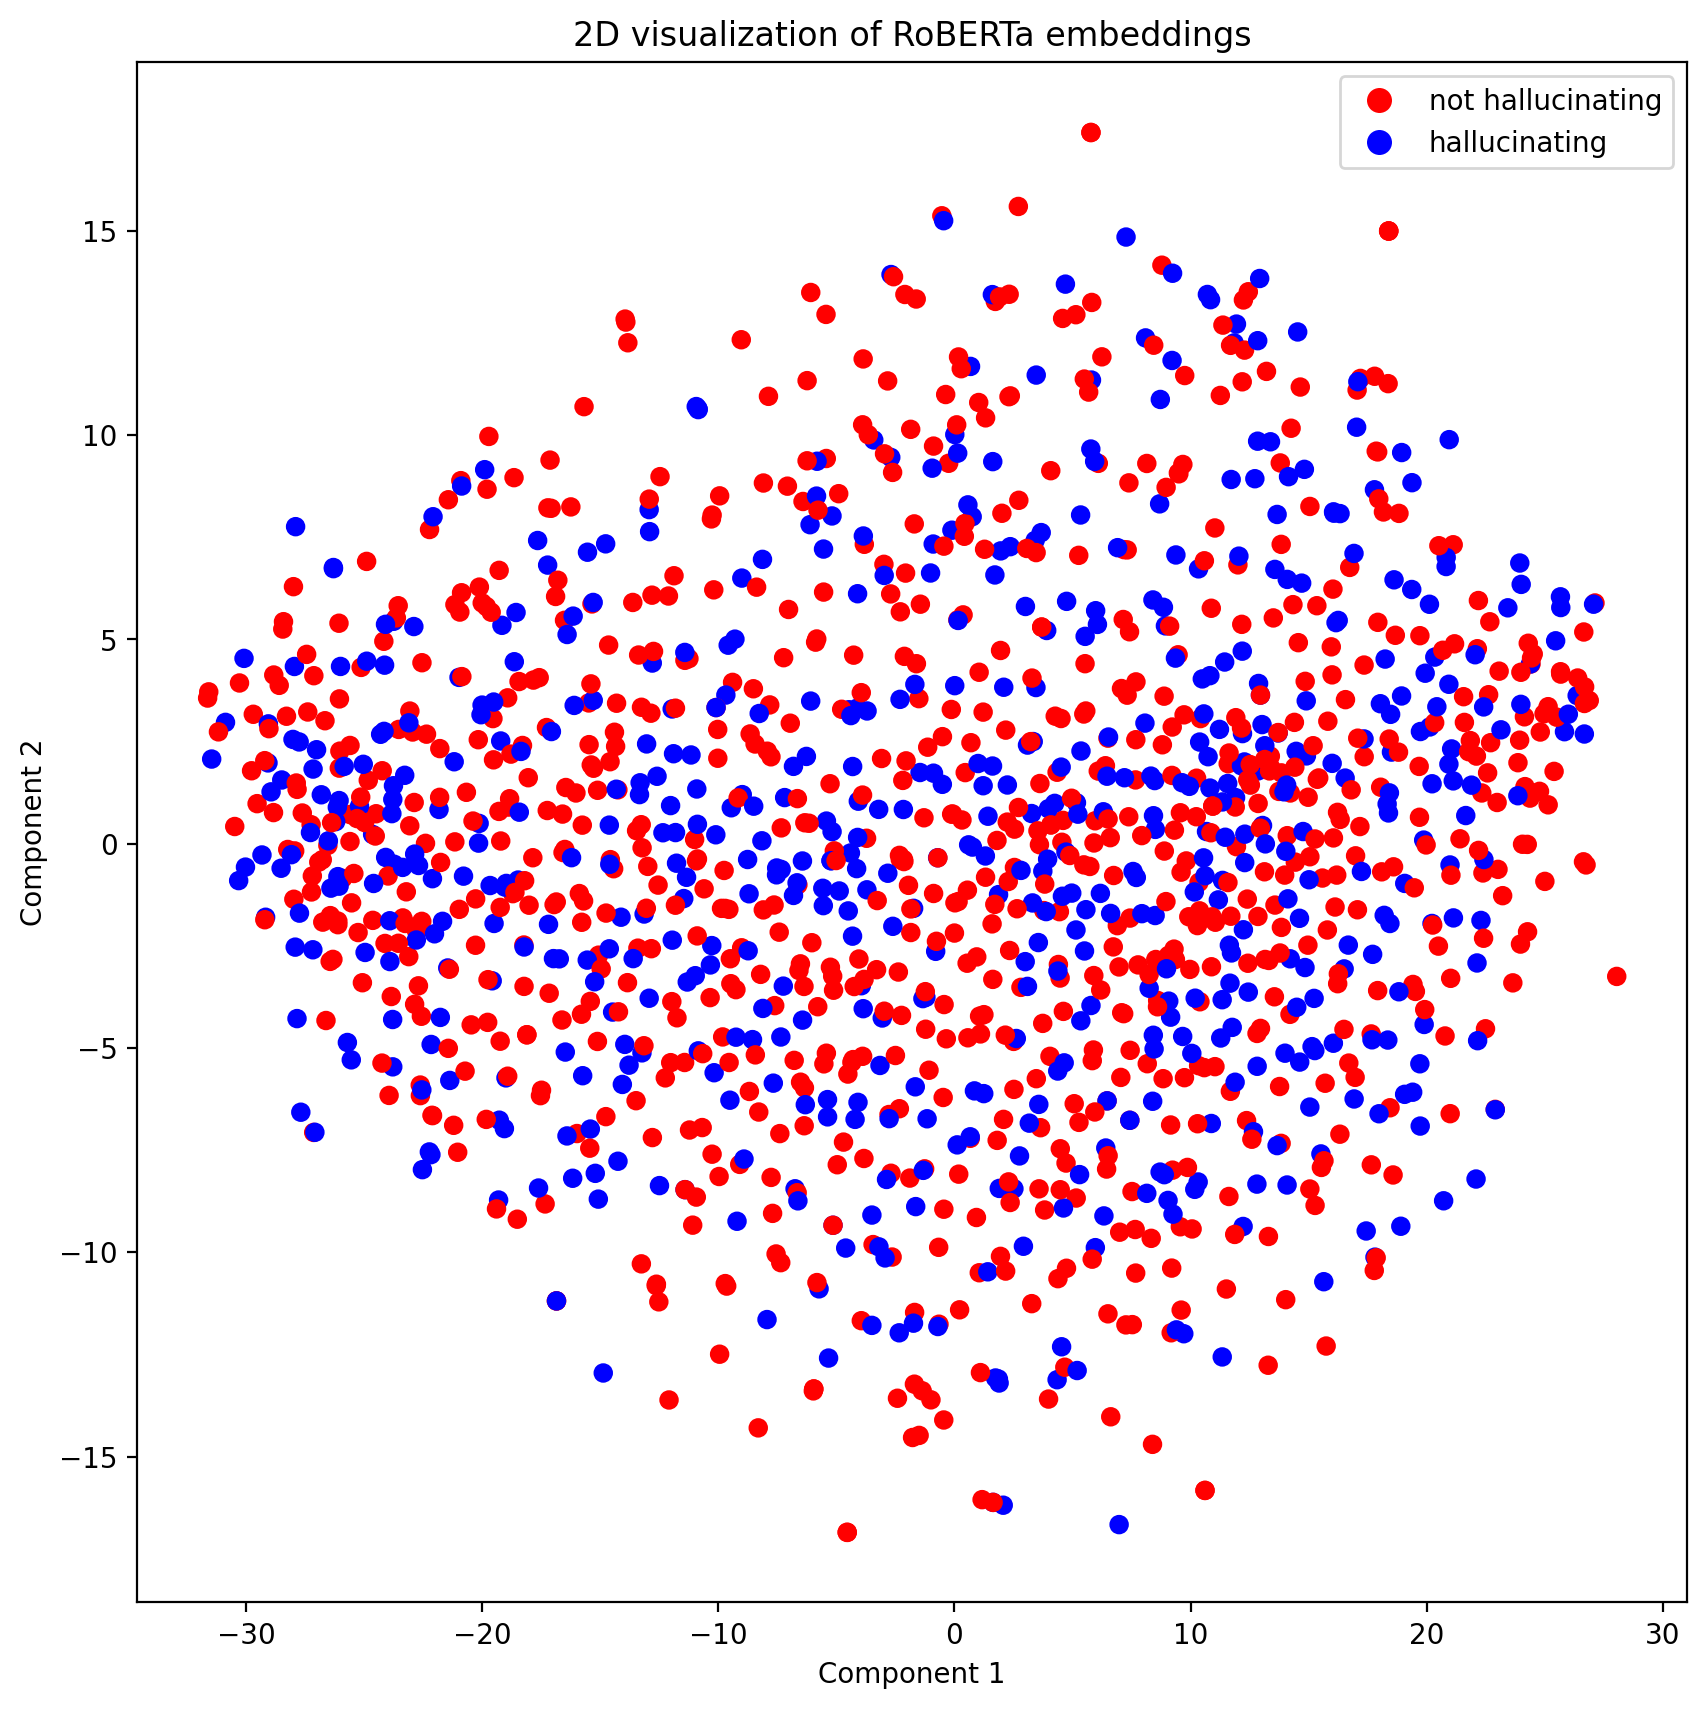 2D visualization of RoBERTa embeddings
not hallucinating
hallucinating
15
10
5
0
−5
−10
−15
Component 2
−30
−20
−10
0
10
20
30
Component 1